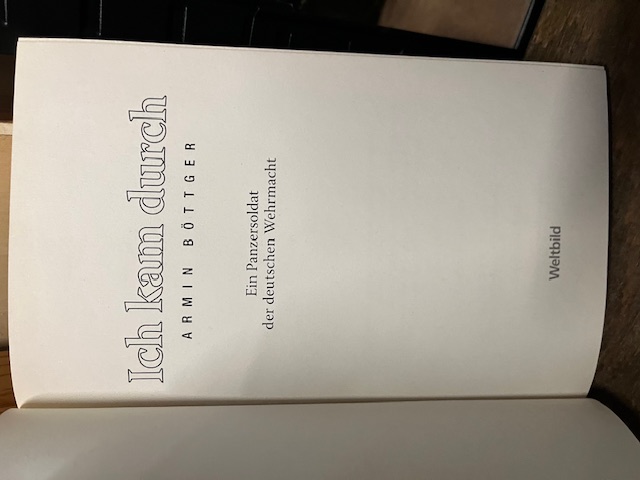 Ich kam durch
ARMIN BÖTTGER
Ein Panzersoldat
der deutschen Wehrmacht
Weltbild